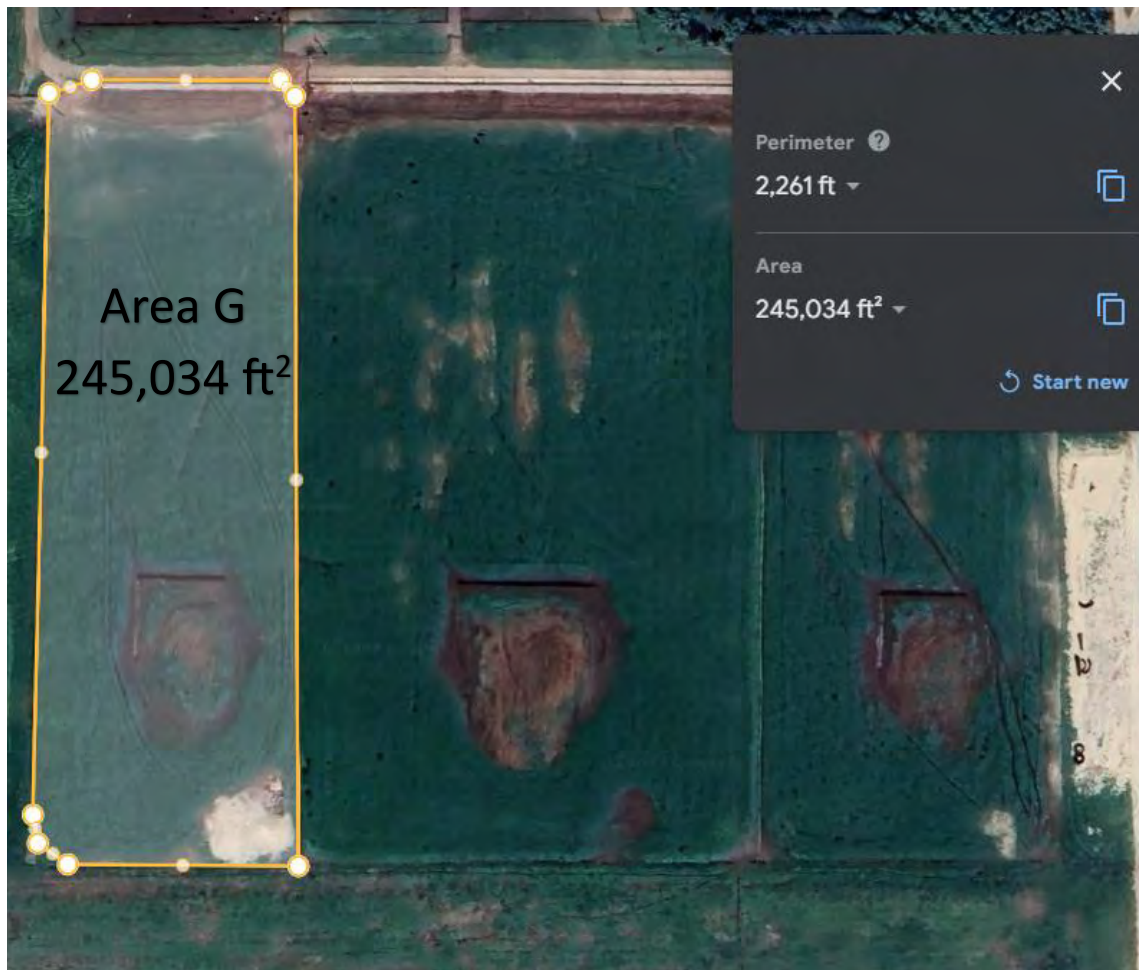 Perimeter
2,261 ft
Area
245,034 ft²
Start new
Area G
245,034 ft²